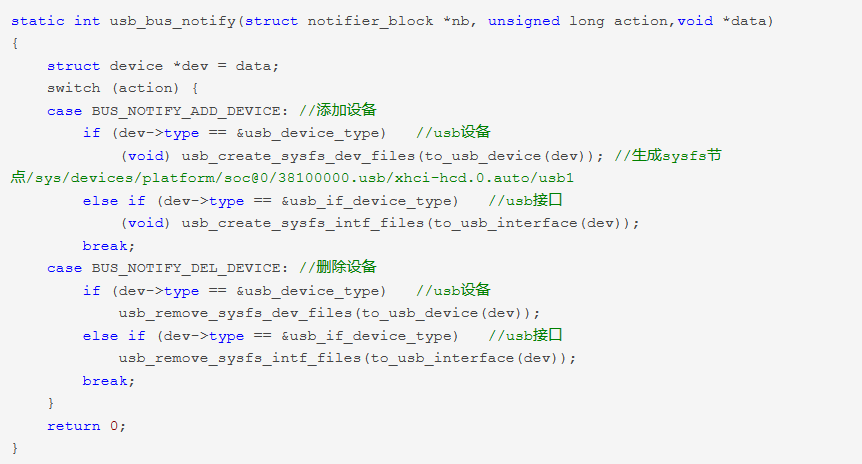 static int usb_bus_notify(struct notifier_block *nb, unsigned long action,void *data)
{
    struct device *dev = data;
    switch (action) {
    case BUS_NOTIFY_ADD_DEVICE: //添加设备
        if (dev->type == &usb_device_type)   //usb设备
            (void) usb_create_sysfs_dev_files(to_usb_device(dev)); //生成sysfs节
点/sys/devices/platform/soc@0/38100000.usb/xhci-hcd.0.auto/usb1
        else if (dev->type == &usb_if_device_type)   //usb接口
            (void) usb_create_sysfs_intf_files(to_usb_interface(dev));
        break;
    case BUS_NOTIFY_DEL_DEVICE: //删除设备
        if (dev->type == &usb_device_type)   //usb设备
            usb_remove_sysfs_dev_files(to_usb_device(dev));
        else if (dev->type == &usb_if_device_type)   //usb接口
            usb_remove_sysfs_intf_files(to_usb_interface(dev));
        break;
    }
    return 0;
}